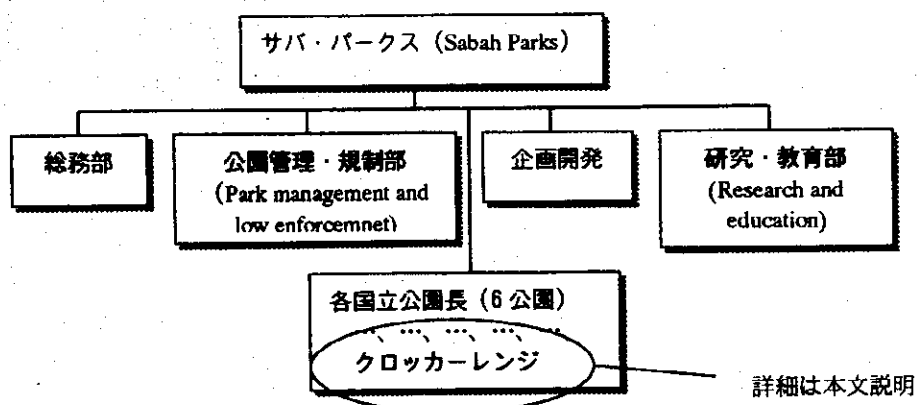 サバ・パークス（Sabah Parks）
総務部
公園管理・規制部
(Park management and
low enforcemnet)
企画開発
研究・教育部
(Research and
education)
各国立公園長（6 公園）
…、…、…、…、…
クロッカーレンジ
詳細は本文説明